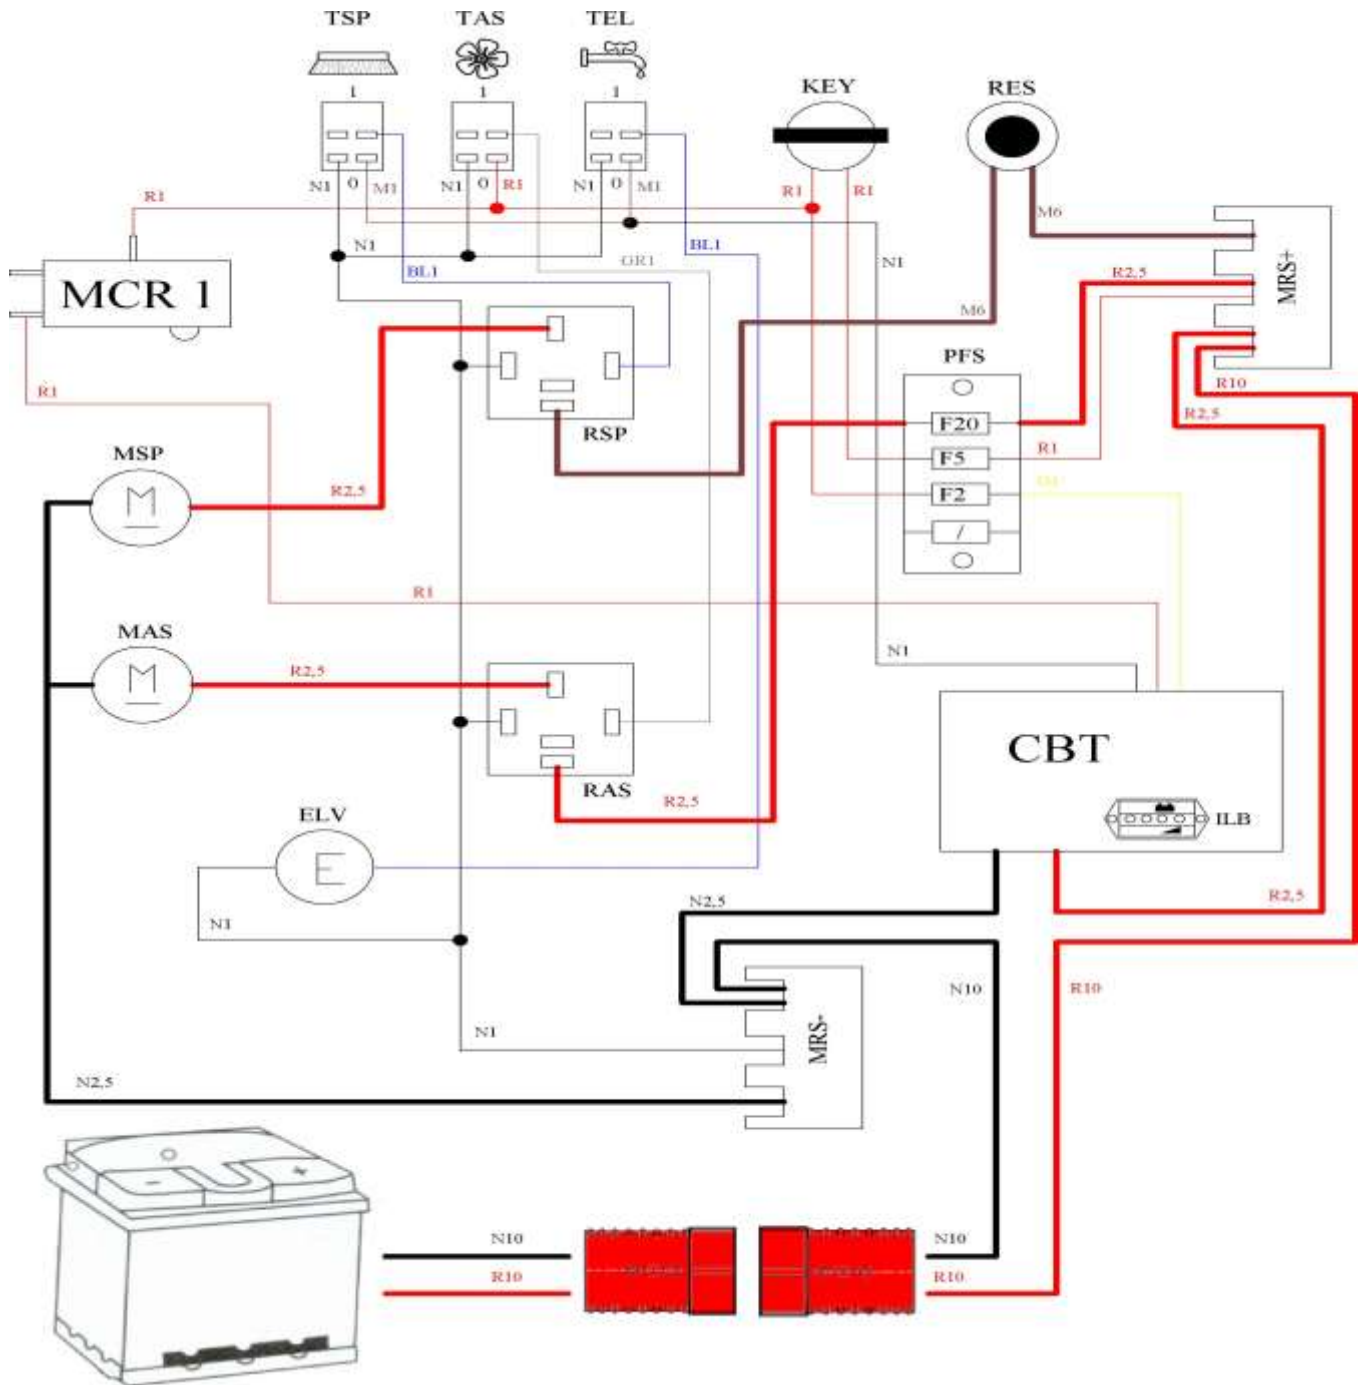 TSP TAS TEL
1 1 1
KEY RES
N1 0 M1 N1 0 R1 N1 0 M1 R1 R1
R1
M6
N1 BL1 GR1 BL1 N1
R2,5
MRS+
MCR 1
M6
PFS
R1
R10
R2,5
F20
RSP
R1
F5
MSP
R2,5
F2
M
/
R1
MAS
N1
R2,5
M
CBT
RAS
R2,5
ELV
ILB
E
N2,5
R2,5
N1
N10 R10
N1
MRS-
N2,5
- +
N10 N10
R10 R10